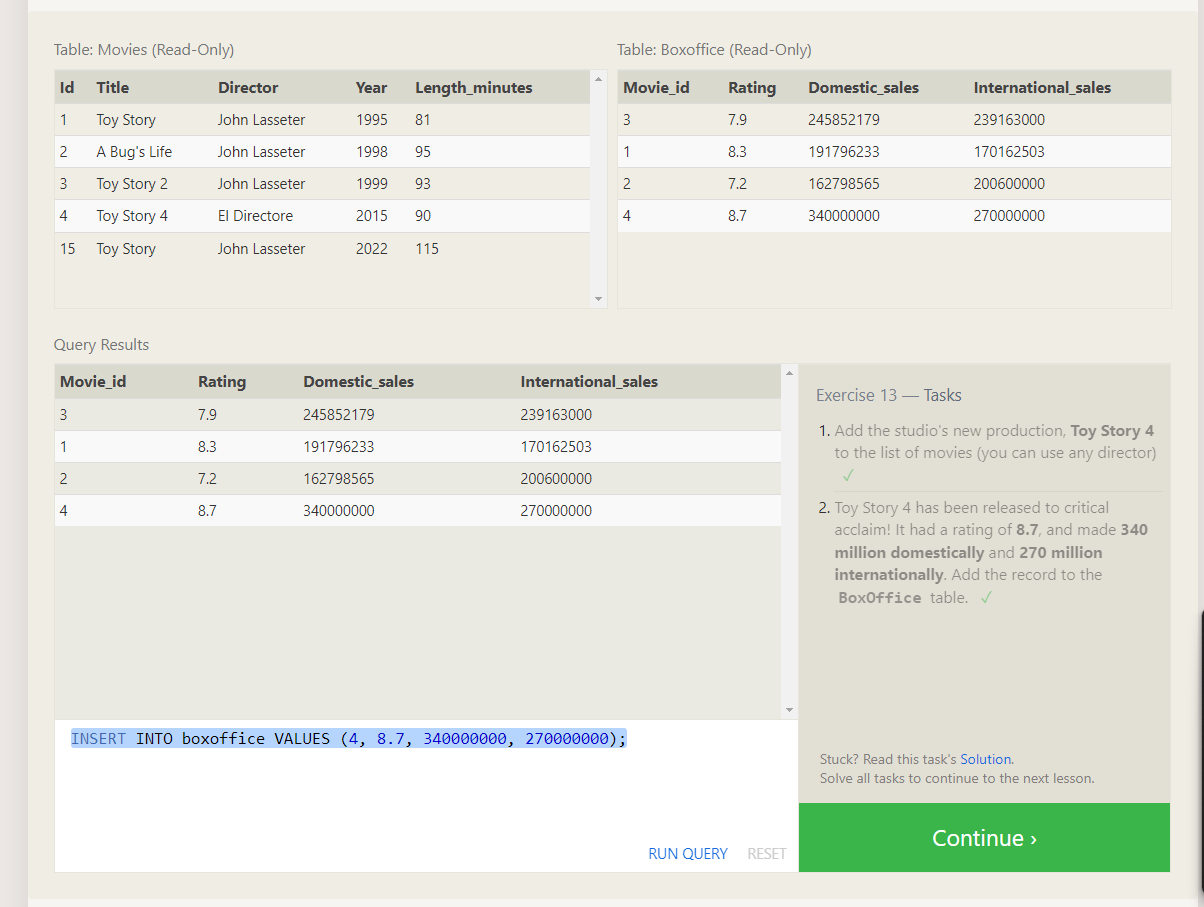 Table: Movies (Read-Only)
Id Title Director Year Length_minutes
1 Toy Story John Lasseter 1995 81
2 A Bug's Life John Lasseter 1998 95
3 Toy Story 2 John Lasseter 1999 93
4 Toy Story 4 El Directore 2015 90
15 Toy Story John Lasseter 2022 115
Table: Boxoffice (Read-Only)
Movie_id Rating Domestic_sales International_sales
3 7.9 245852179 239163000
1 8.3 191796233 170162503
2 7.2 162798565 200600000
4 8.7 340000000 270000000
Query Results
Movie_id Rating Domestic_sales International_sales
3 7.9 245852179 239163000
1 8.3 191796233 170162503
2 7.2 162798565 200600000
4 8.7 340000000 270000000
INSERT INTO boxoffice VALUES (4, 8.7, 340000000, 270000000);
RUN QUERY RESET
Exercise 13 — Tasks
1. Add the studio's new production, Toy Story 4
to the list of movies (you can use any director)
✓
2. Toy Story 4 has been released to critical
acclaim! It had a rating of 8.7, and made 340
million domestically and 270 million
internationally. Add the record to the
BoxOffice table. ✓
Stuck? Read this task's Solution.
Solve all tasks to continue to the next lesson.
Continue ›